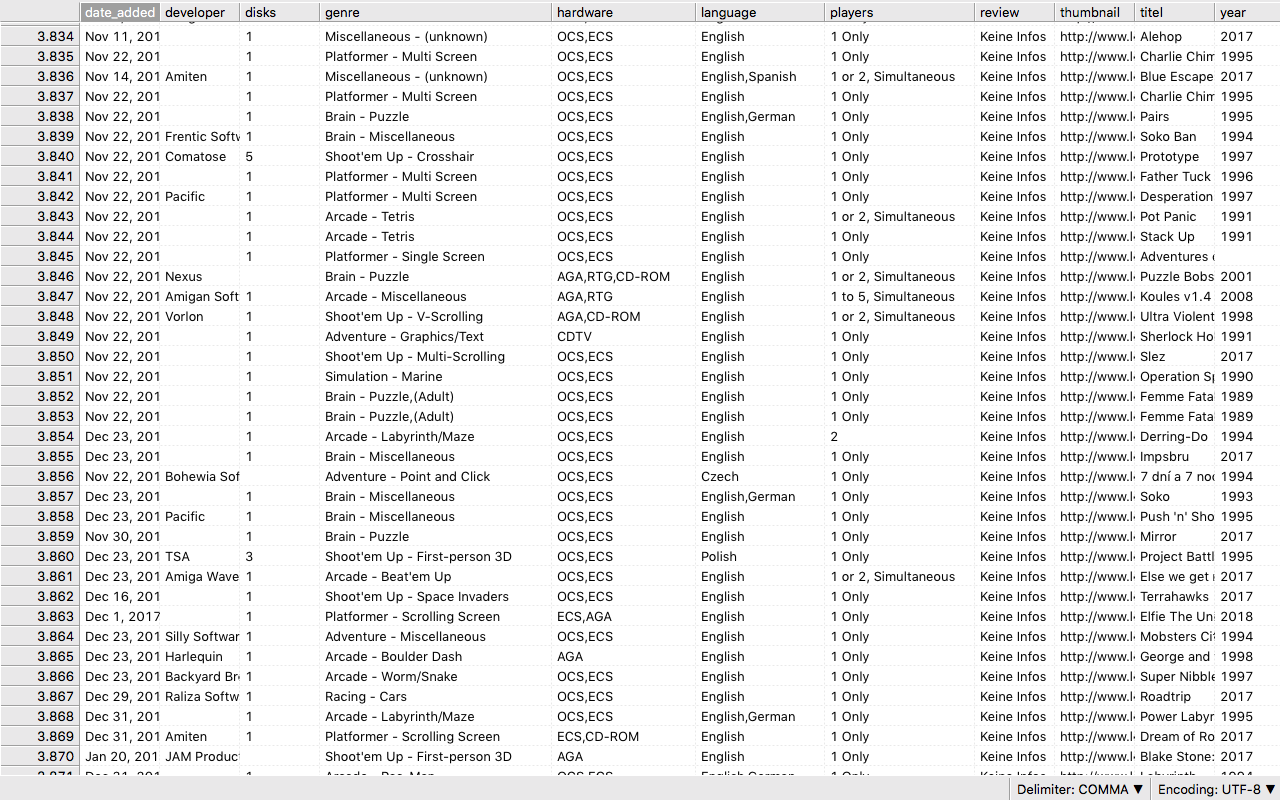 date_added developer disks genre hardware language players review thumbnail titel year
3.834 Nov 11, 201 1 Miscellaneous - (unknown) OCS,ECS English 1 Only Keine Infos http://www.l Alehop 2017
3.835 Nov 22, 201 1 Platformer - Multi Screen OCS,ECS English 1 Only Keine Infos http://www.l Charlie Chim 1995
3.836 Nov 14, 201 Amiten 1 Miscellaneous - (unknown) OCS,ECS English,Spanish 1 or 2, Simultaneous Keine Infos http://www.l Blue Escape 2017
3.837 Nov 22, 201 1 Platformer - Multi Screen OCS,ECS English 1 Only Keine Infos http://www.l Charlie Chim 1995
3.838 Nov 22, 201 1 Brain - Puzzle OCS,ECS English,German 1 Only Keine Infos http://www.l Pairs 1995
3.839 Nov 22, 201 Frentic Softw 1 Brain - Miscellaneous OCS,ECS English 1 Only Keine Infos http://www.l Soko Ban 1994
3.840 Nov 22, 201 Comatose 5 Shoot'em Up - Crosshair OCS,ECS English 1 Only Keine Infos http://www.l Prototype 1997
3.841 Nov 22, 201 1 Platformer - Multi Screen OCS,ECS English 1 Only Keine Infos http://www.l Father Tuck 1996
3.842 Nov 22, 201 Pacific 1 Platformer - Multi Screen OCS,ECS English 1 Only Keine Infos http://www.l Desperation 1997
3.843 Nov 22, 201 1 Arcade - Tetris OCS,ECS English 1 or 2, Simultaneous Keine Infos http://www.l Pot Panic 1991
3.844 Nov 22, 201 1 Arcade - Tetris OCS,ECS English 1 Only Keine Infos http://www.l Stack Up 1991
3.845 Nov 22, 201 1 Platformer - Single Screen OCS,ECS English 1 Only Keine Infos http://www.l Adventures
3.846 Nov 22, 201 Nexus Brain - Puzzle AGA,RTG,CD-ROM English 1 or 2, Simultaneous Keine Infos http://www.l Puzzle Bobs 2001
3.847 Nov 22, 201 Amigan Soft 1 Arcade - Miscellaneous AGA,RTG English 1 to 5, Simultaneous Keine Infos http://www.l Koules v1.4 2008
3.848 Nov 22, 201 Vorlon 1 Shoot'em Up - V-Scrolling AGA,CD-ROM English 1 or 2, Simultaneous Keine Infos http://www.l Ultra Violent 1998
3.849 Nov 22, 201 1 Adventure - Graphics/Text CDTV English 1 Only Keine Infos http://www.l Sherlock Ho 1991
3.850 Nov 22, 201 1 Shoot'em Up - Multi-Scrolling OCS,ECS English 1 Only Keine Infos http://www.l Slez 2017
3.851 Nov 22, 201 1 Simulation - Marine OCS,ECS English 1 Only Keine Infos http://www.l Operation Sp 1990
3.852 Nov 22, 201 1 Brain - Puzzle,(Adult) OCS,ECS English 1 Only Keine Infos http://www.l Femme Fata 1989
3.853 Nov 22, 201 1 Brain - Puzzle,(Adult) OCS,ECS English 1 Only Keine Infos http://www.l Femme Fata 1989
3.854 Dec 23, 201 1 Arcade - Labyrinth/Maze OCS,ECS English 2 Keine Infos http://www.l Derring-Do 1994
3.855 Dec 23, 201 1 Brain - Miscellaneous OCS,ECS English 1 Only Keine Infos http://www.l Impsbru 2017
3.856 Nov 22, 201 Bohewia Sof Adventure - Point and Click OCS,ECS Czech 1 Only Keine Infos http://www.l 7 dní a 7 noc 1994
3.857 Dec 23, 201 1 Brain - Miscellaneous OCS,ECS English,German 1 Only Keine Infos http://www.l Soko 1993
3.858 Dec 23, 201 Pacific 1 Brain - Miscellaneous OCS,ECS English 1 Only Keine Infos http://www.l Push 'n' Sho 1995
3.859 Nov 30, 201 1 Brain - Puzzle OCS,ECS English 1 Only Keine Infos http://www.l Mirror 2017
3.860 Dec 23, 201 TSA 3 Shoot'em Up - First-person 3D OCS,ECS Polish 1 Only Keine Infos http://www.l Project Battl 1995
3.861 Dec 23, 201 Amiga Wave 1 Arcade - Beat'em Up OCS,ECS English 1 or 2, Simultaneous Keine Infos http://www.l Else we get 2017
3.862 Dec 16, 201 1 Shoot'em Up - Space Invaders OCS,ECS English 1 Only Keine Infos http://www.l Terrahawks 2017
3.863 Dec 1, 2017 1 Platformer - Scrolling Screen ECS,AGA English 1 Only Keine Infos http://www.l Elfie The Un 2018
3.864 Dec 23, 201 Silly Softwar 1 Adventure - Miscellaneous OCS,ECS English 1 Only Keine Infos http://www.l Mobsters Cit 1994
3.865 Dec 23, 201 Harlequin 1 Arcade - Boulder Dash AGA English 1 Only Keine Infos http://www.l George and 1998
3.866 Dec 23, 201 Backyard Br 1 Arcade - Worm/Snake OCS,ECS English 1 Only Keine Infos http://www.l Super Nibble 1997
3.867 Dec 29, 201 Raliza Softw 1 Racing - Cars OCS,ECS English 1 Only Keine Infos http://www.l Roadtrip 2017
3.868 Dec 31, 201 1 Arcade - Labyrinth/Maze OCS,ECS English,German 1 Only Keine Infos http://www.l Power Labyr 1995
3.869 Dec 31, 201 Amiten 1 Platformer - Scrolling Screen ECS,CD-ROM English 1 Only Keine Infos http://www.l Dream of Ro 2017
3.870 Jan 20, 201 JAM Produc Shoot'em Up - First-person 3D AGA English 1 Only Keine Infos http://www.l Blake Stone: 2017
Delimiter: COMMA ▼ Encoding: UTF-8 ▼